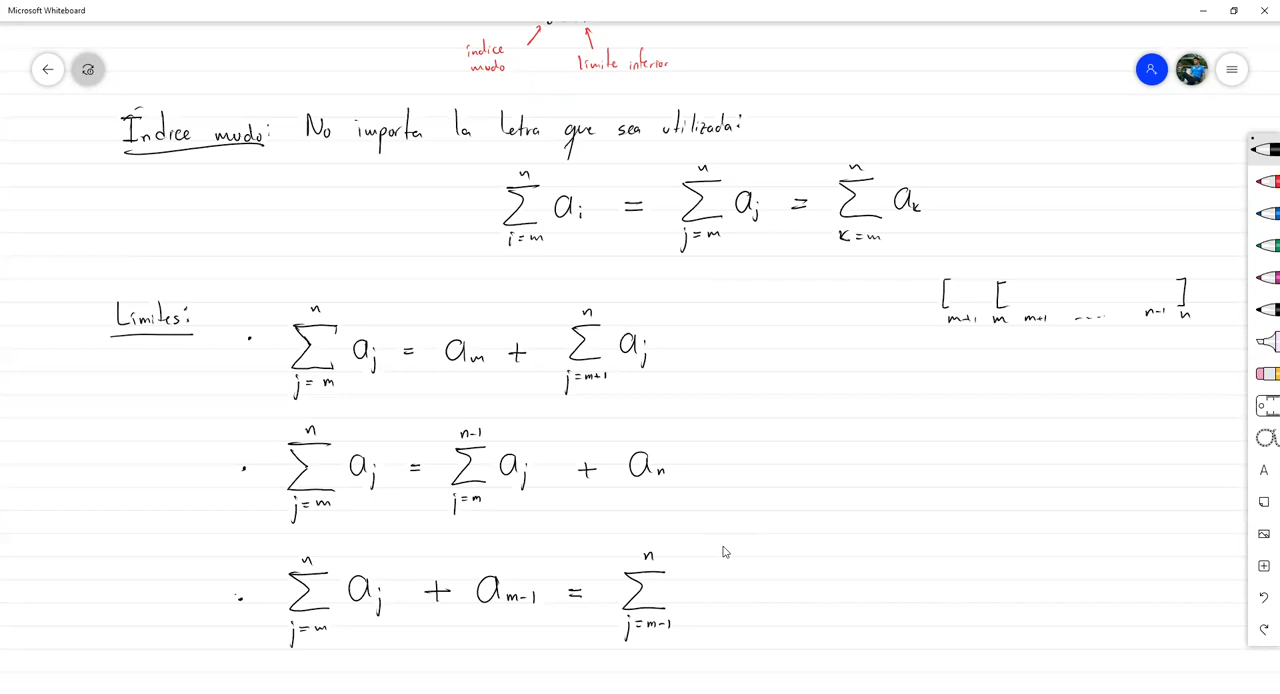 Microsoft Whiteboard
índice mudo
límite inferior
Índice mudo: No importa la letra que sea utilizada:
∑_{i=m}^{n} a_i = ∑_{j=m}^{n} a_j = ∑_{k=m}^{n} a_k
[ [ ]
m+1 m m+1 .... n-1 n
Límites:
· ∑_{j=m}^{n} a_j = a_m + ∑_{j=m+1}^{n} a_j
· ∑_{j=m}^{n} a_j = ∑_{j=m}^{n-1} a_j + a_n
· ∑_{j=m}^{n} a_j + a_{m-1} = ∑_{j=m-1}^{n}
A